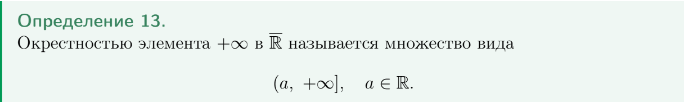 Определение 13.
Окрестностью элемента +∞ в ℝ̅ называется множество вида
(a, +∞], a ∈ ℝ.